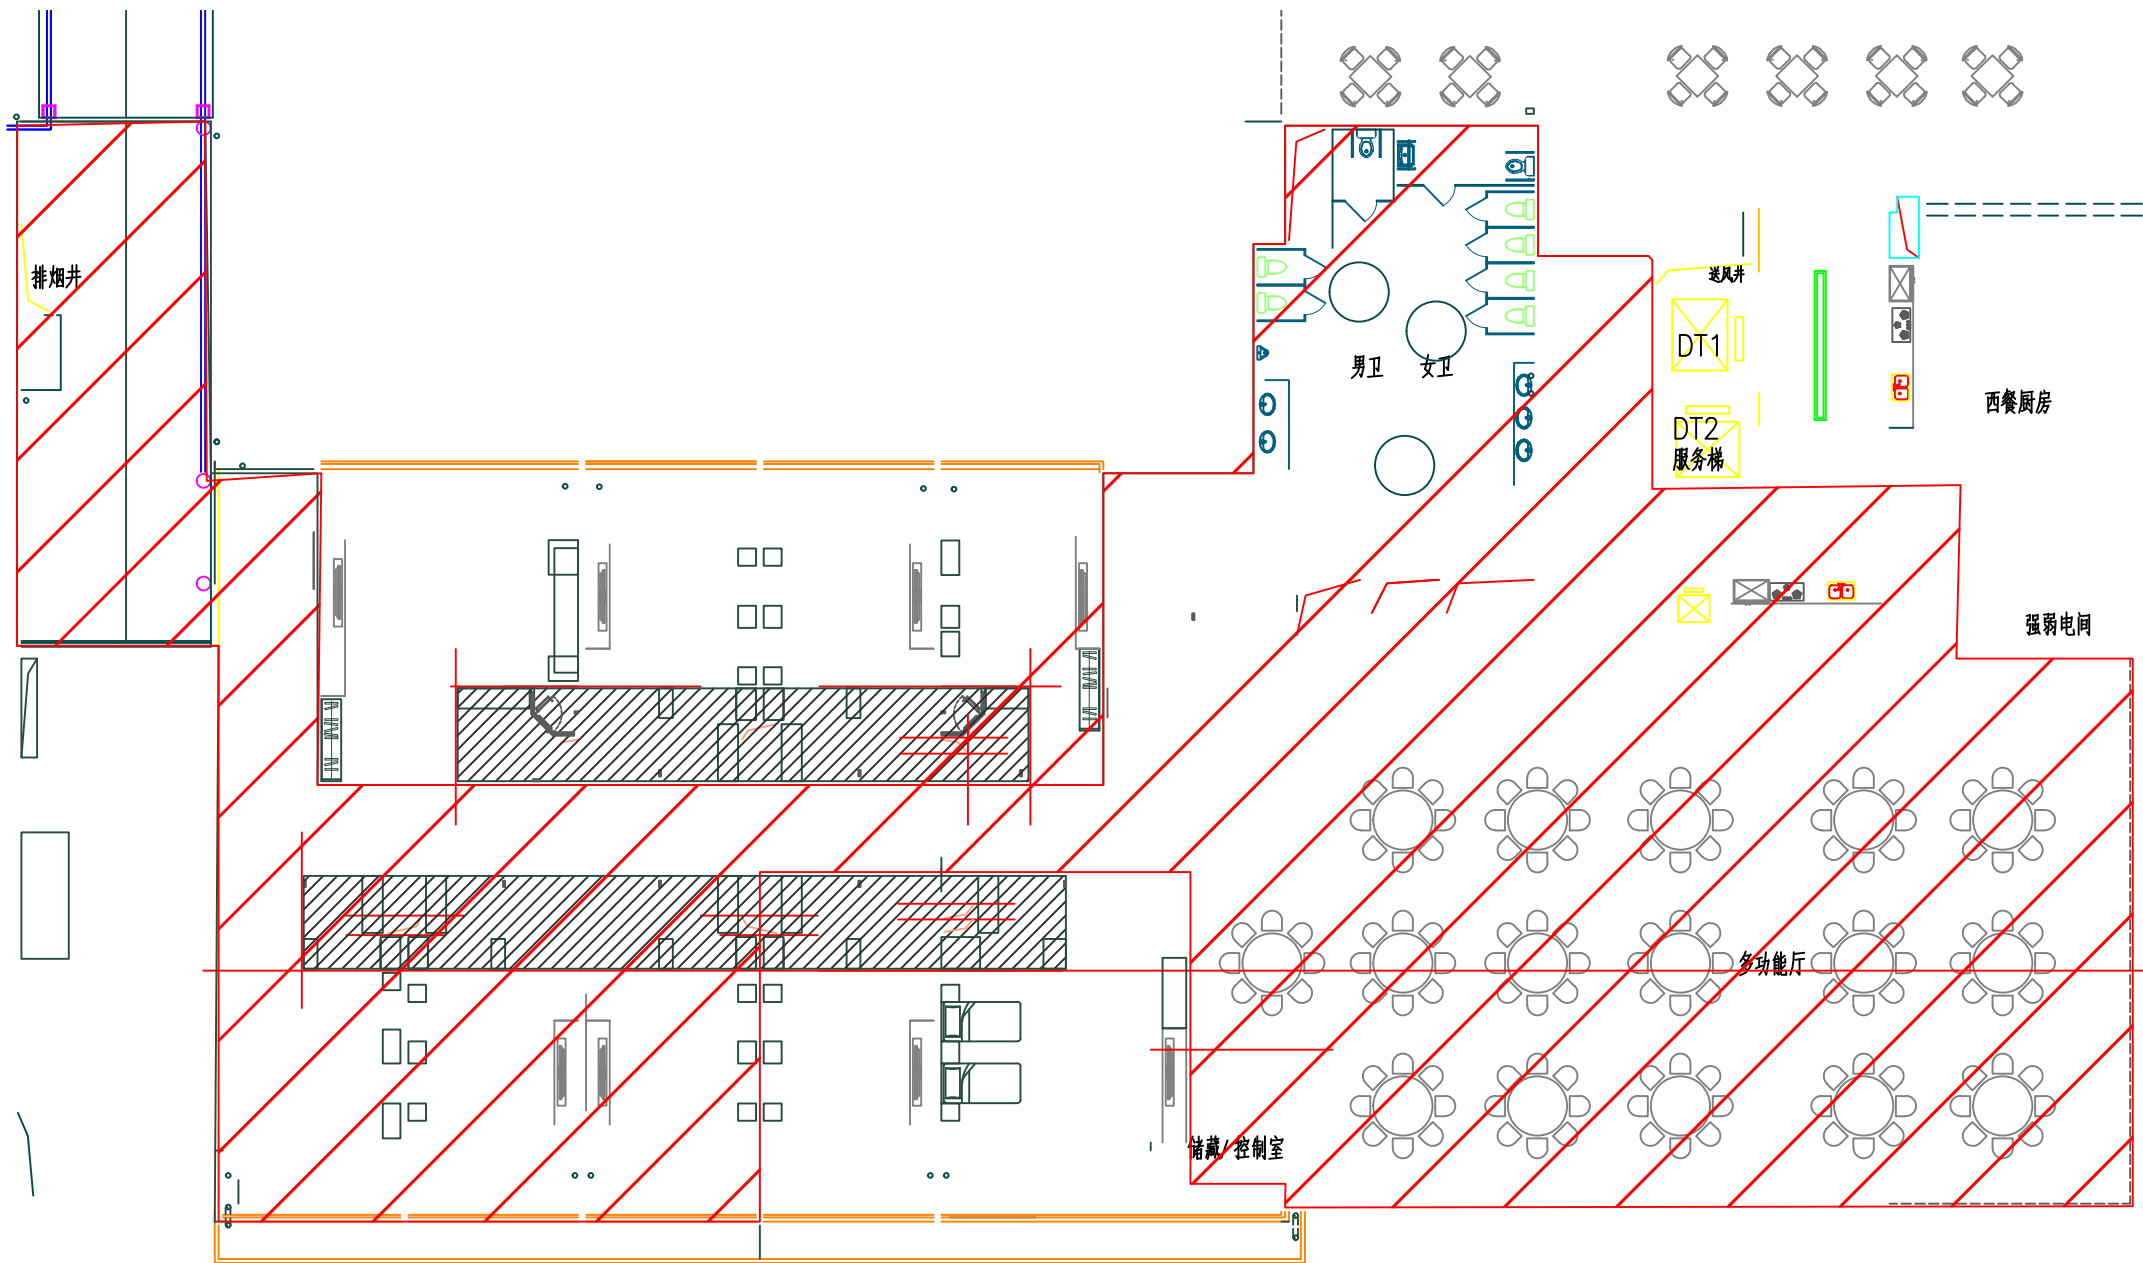 排烟井
送风井
DT1
男卫
女卫
西餐厨房
DT2
服务梯
强弱电间
多功能厅
储藏/控制室